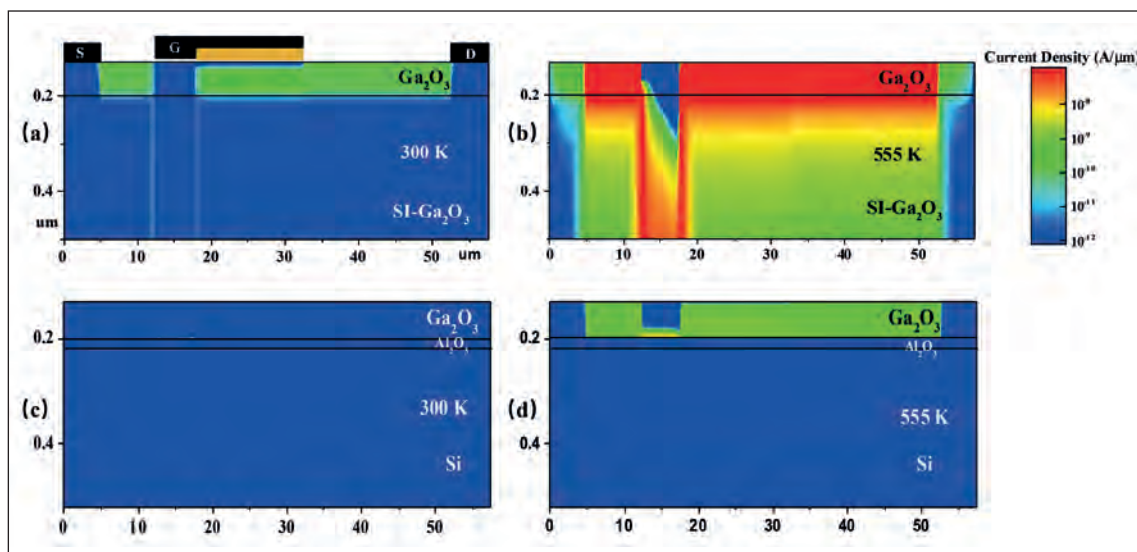 S G D
Ga₂O₃
0.2
(a)
300 K
0.4
SI-Ga₂O₃
um
0 10 20 30 40 50 um
Ga₂O₃
0.2
(b)
555 K
0.4
SI-Ga₂O₃
0 10 20 30 40 50
Current Density (A/μm)
10⁻⁸
10⁻⁹
10⁻¹⁰
10⁻¹¹
10⁻¹²
Ga₂O₃
0.2
Al₂O₃
(c)
300 K
0.4
Si
0 10 20 30 40 50
Ga₂O₃
0.2
Al₂O₃
(d)
555 K
0.4
Si
0 10 20 30 40 50